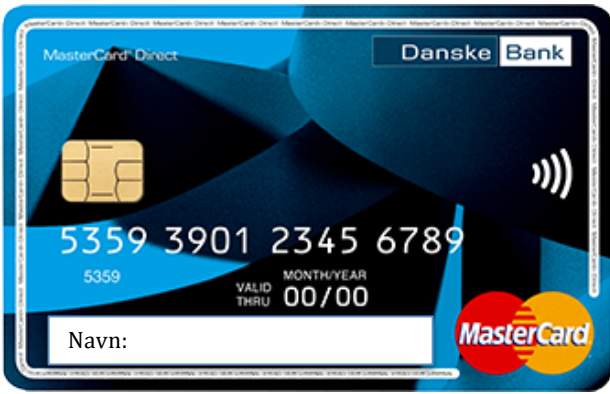 MasterCard® Direct
Danske Bank
5359 3901 2345 6789
5359
MONTH/YEAR
VALID THRU 00/00
Navn:
MasterCard